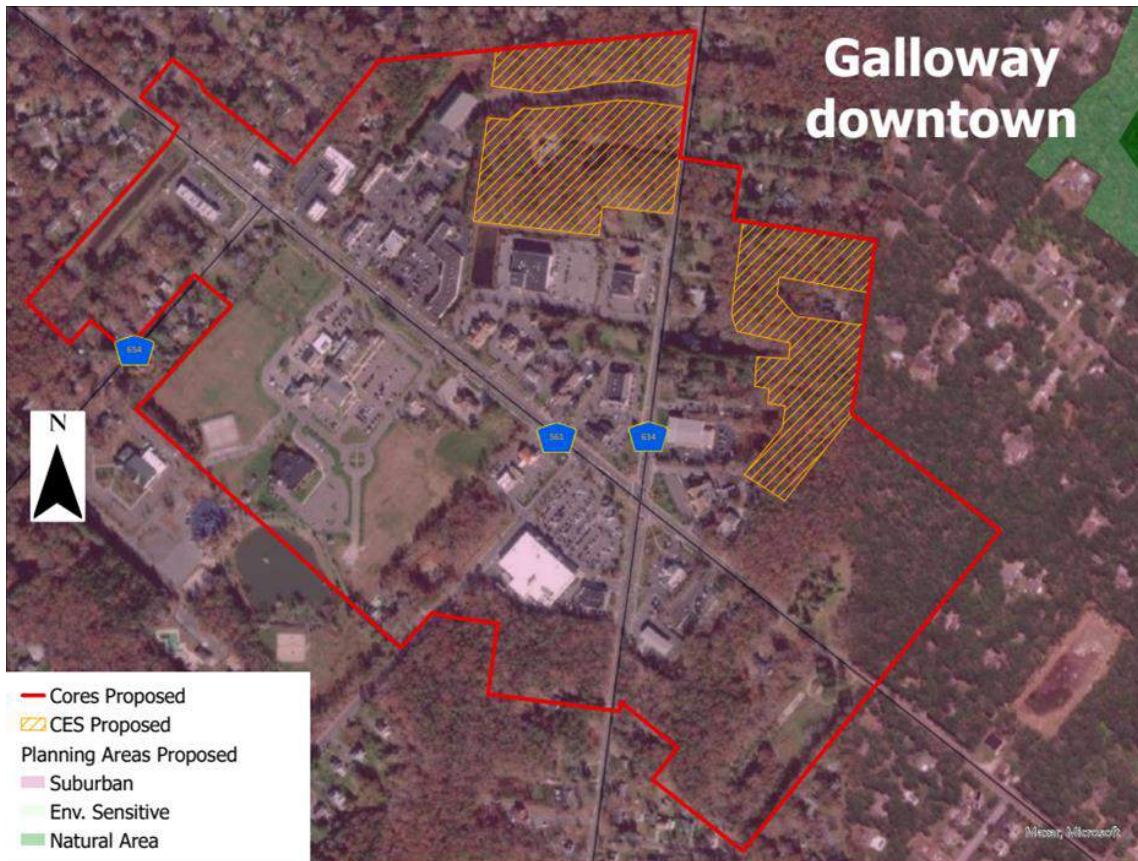 Galloway
downtown
654
561
634
N
Cores Proposed
CES Proposed
Planning Areas Proposed
Suburban
Env. Sensitive
Natural Area
Maxar, Microsoft